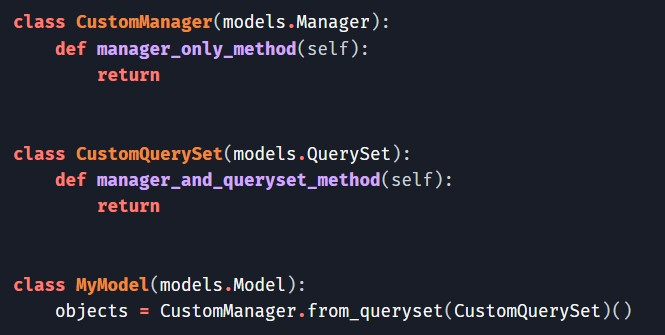 class CustomManager(models.Manager):
    def manager_only_method(self):
        return
class CustomQuerySet(models.QuerySet):
    def manager_and_queryset_method(self):
        return
class MyModel(models.Model):
    objects = CustomManager.from_queryset(CustomQuerySet)()